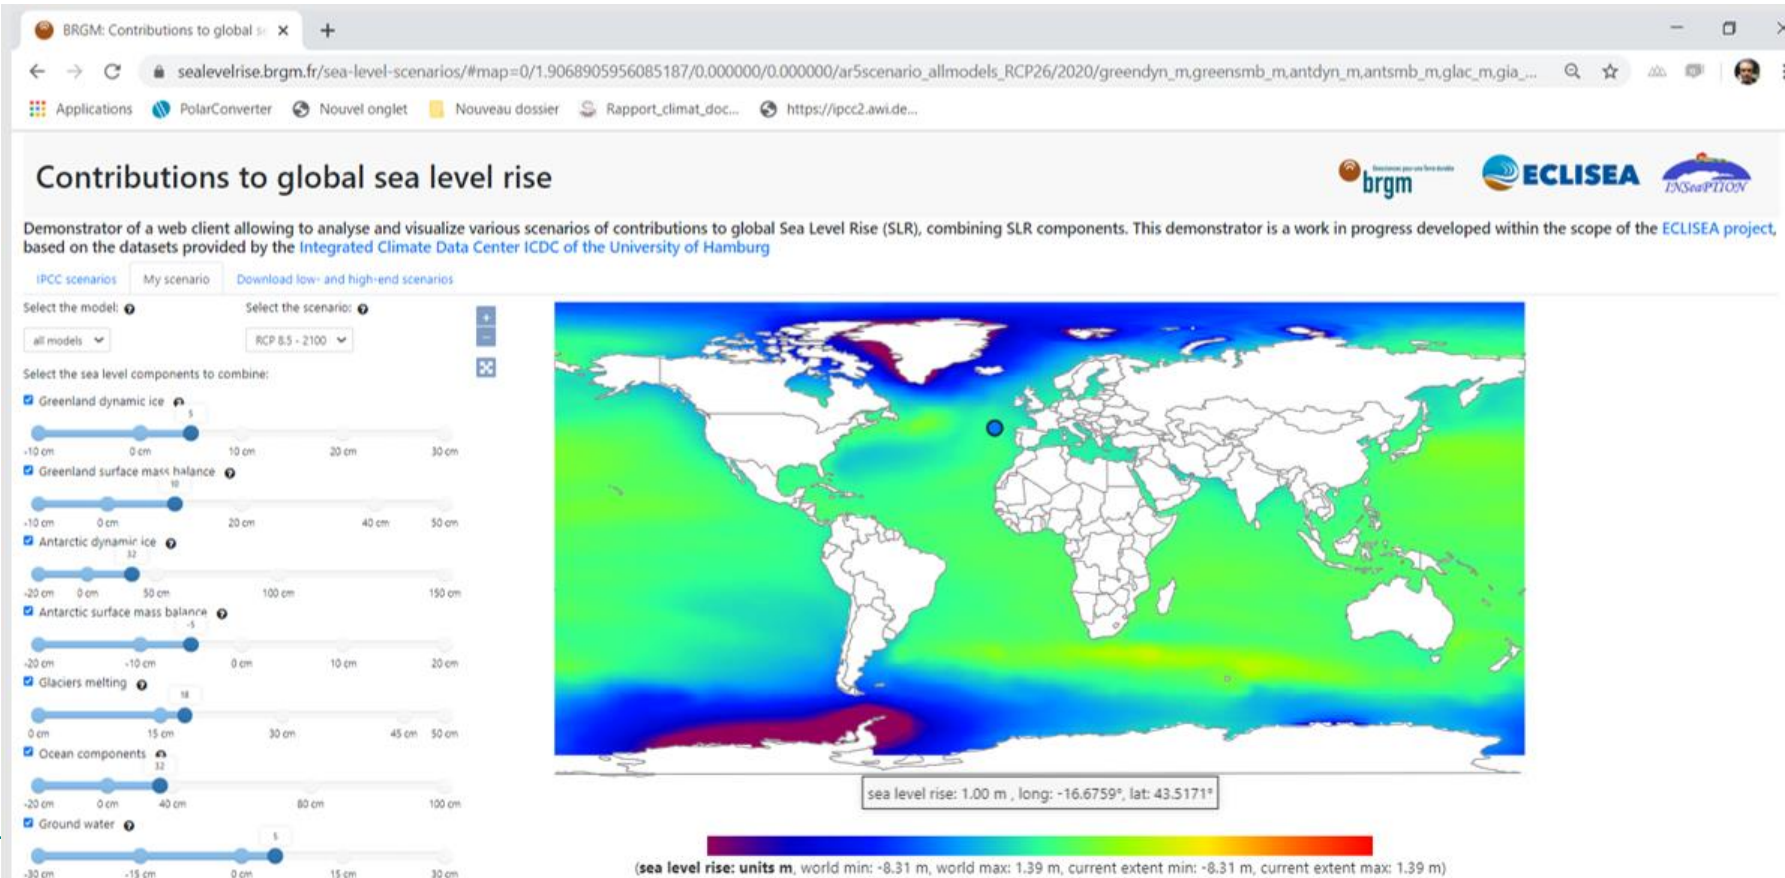 BRGM: Contributions to global se
sealevelrise.brgm.fr/sea-level-scenarios/#map=0/1.9068905956085187/0.000000/0.000000/ar5scenario_allmodels_RCP26/2020/greendyn_m,greensmb_m,antdyn_m,antsmb_m,glac_m,gia_...
Applications PolarConverter Nouvel onglet Nouveau dossier Rapport_climat_doc... https://ipcc2.awi.de...
Contributions to global sea level rise
brgm ECLISEA INSeaPTION
Demonstrator of a web client allowing to analyse and visualize various scenarios of contributions to global Sea Level Rise (SLR), combining SLR components. This demonstrator is a work in progress developed within the scope of the ECLISEA project,
based on the datasets provided by the Integrated Climate Data Center ICDC of the University of Hamburg
IPCC scenarios My scenario Download low- and high-end scenarios
Select the model: Select the scenario:
all models RCP 8.5 - 2100
Select the sea level components to combine:
Greenland dynamic ice
5
-10 cm 0 cm 10 cm 20 cm 30 cm
Greenland surface mass balance
10
-10 cm 0 cm 20 cm 40 cm 50 cm
Antarctic dynamic ice
32
-20 cm 0 cm 50 cm 100 cm 150 cm
Antarctic surface mass balance
-5
-20 cm -10 cm 0 cm 10 cm 20 cm
Glaciers melting
18
0 cm 15 cm 30 cm 45 cm 50 cm
Ocean components
32
-20 cm 0 cm 40 cm 80 cm 100 cm
Ground water
5
-30 cm -15 cm 0 cm 15 cm 30 cm
sea level rise: 1.00 m , long: -16.6759°, lat: 43.5171°
(sea level rise: units m, world min: -8.31 m, world max: 1.39 m, current extent min: -8.31 m, current extent max: 1.39 m)